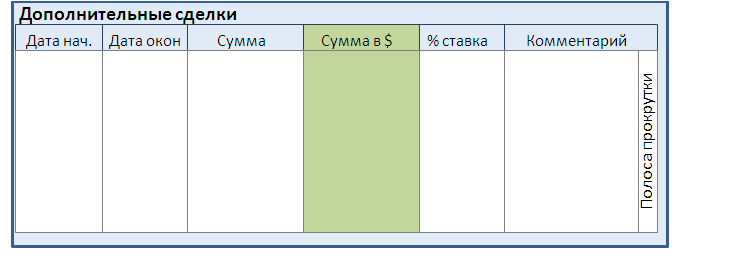 Дополнительные сделки
Дата нач. Дата окон Сумма Сумма в $ % ставка Комментарий
Полоса прокрутки